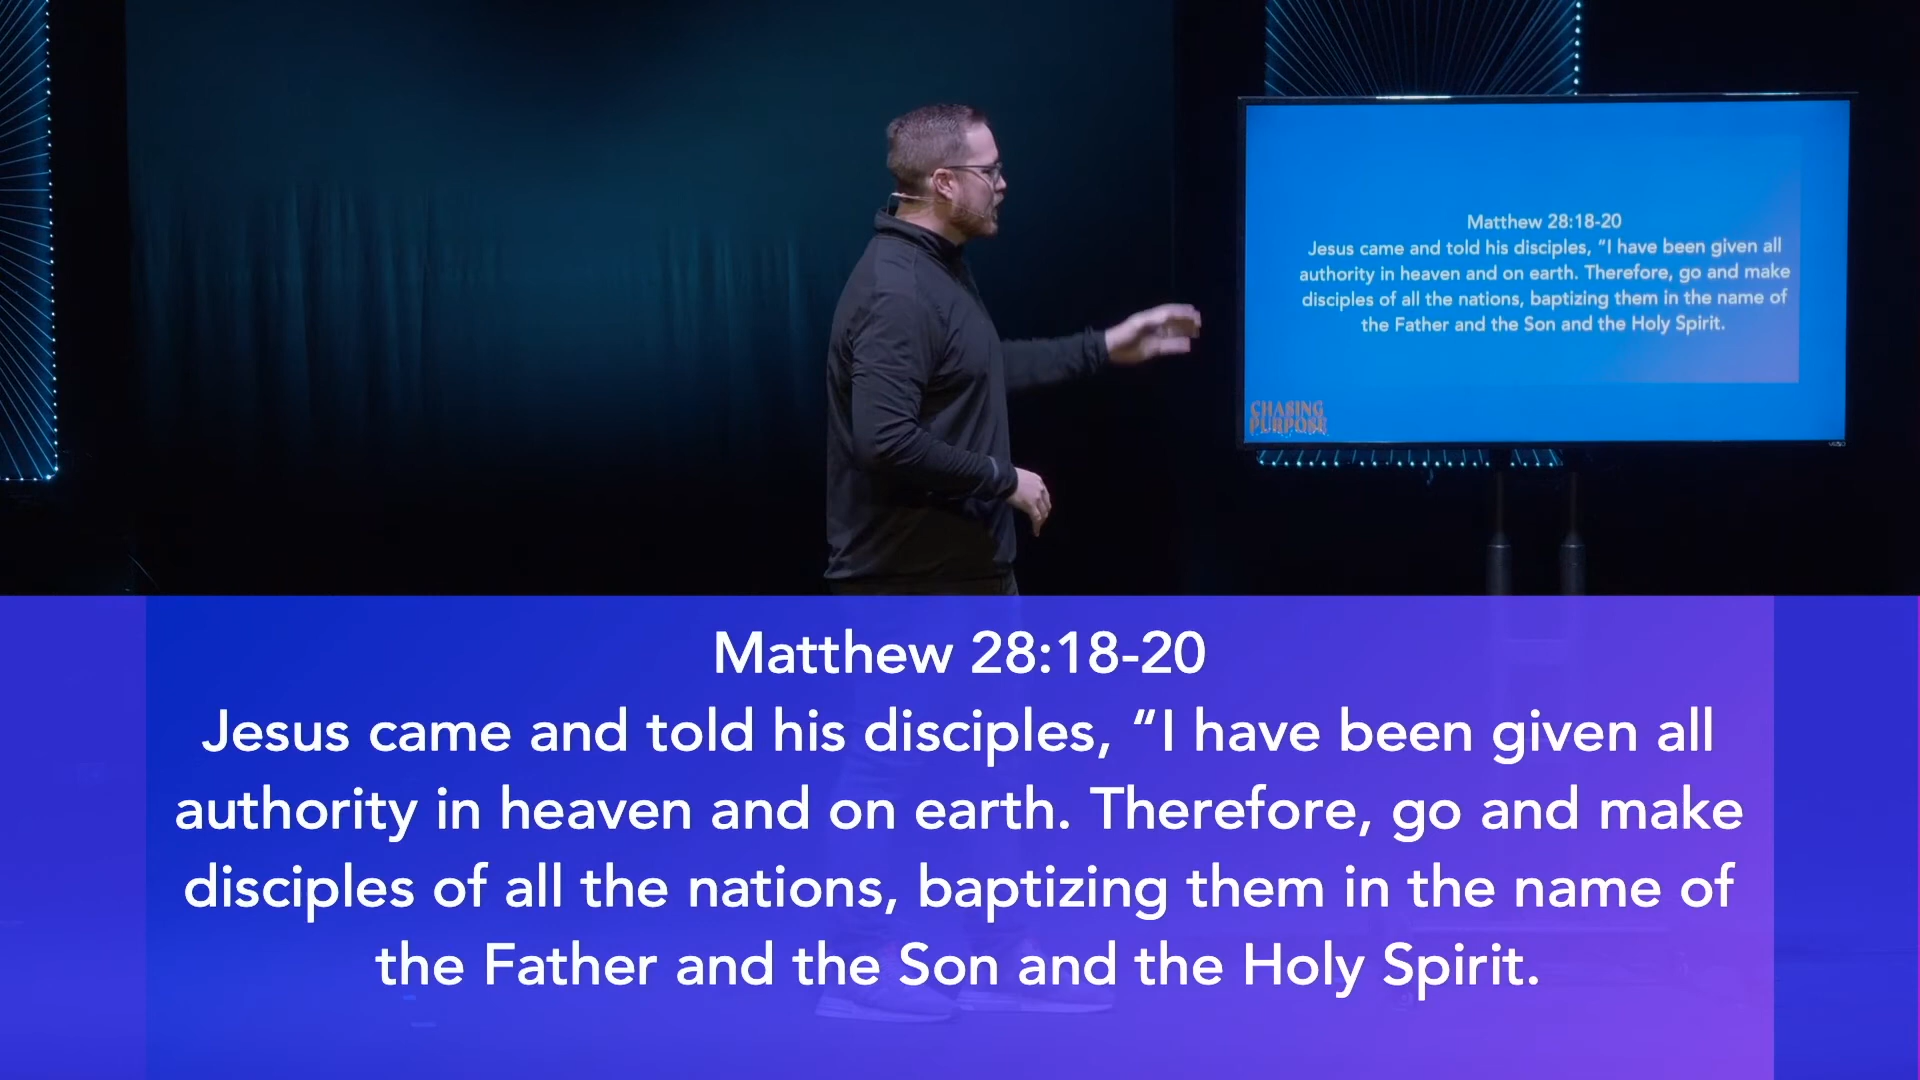 Matthew 28:18-20
Jesus came and told his disciples, “I have been given all
authority in heaven and on earth. Therefore, go and make
disciples of all the nations, baptizing them in the name of
the Father and the Son and the Holy Spirit.
CHASING
PURPOSE
VIZIO
Matthew 28:18-20
Jesus came and told his disciples, “I have been given all
authority in heaven and on earth. Therefore, go and make
disciples of all the nations, baptizing them in the name of
the Father and the Son and the Holy Spirit.